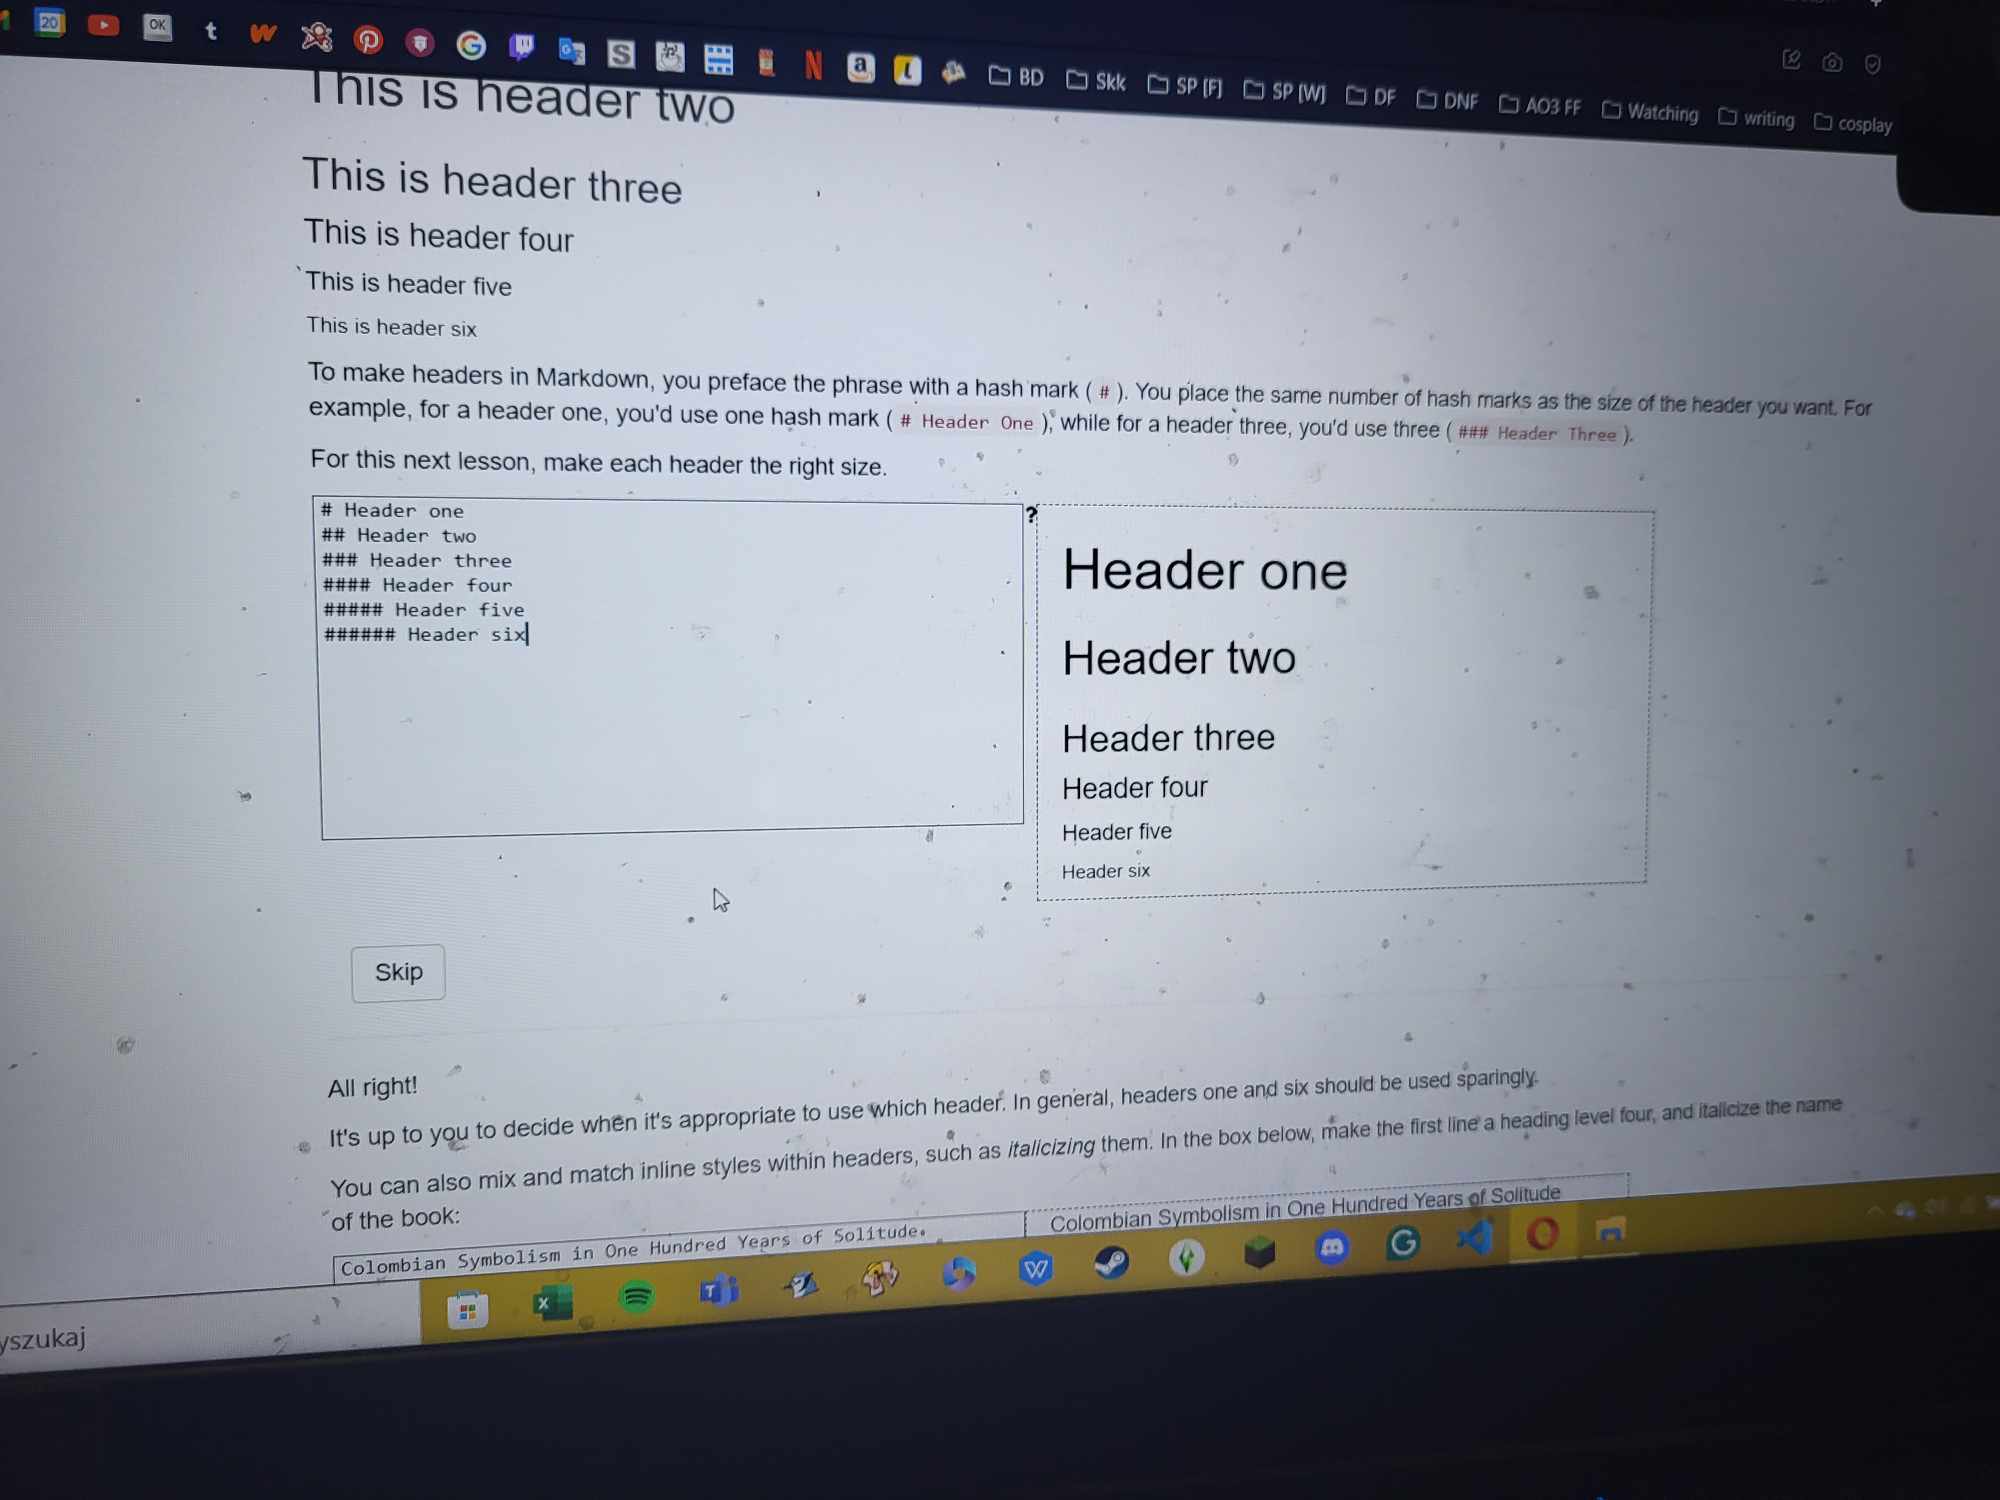 20
OK
t
BD
Skk
SP [F]
SP [W]
DF
DNF
AO3 FF
Watching
writing
cosplay
This is header two
This is header three
This is header four
This is header five
This is header six
To make headers in Markdown, you preface the phrase with a hash mark ( # ). You place the same number of hash marks as the size of the header you want. For
example, for a header one, you'd use one hash mark ( # Header One ), while for a header three, you'd use three ( ### Header Three ).
For this next lesson, make each header the right size.
# Header one
## Header two
### Header three
#### Header four
##### Header five
###### Header six
?
Header one
Header two
Header three
Header four
Header five
Header six
Skip
All right!
It's up to you to decide when it's appropriate to use which header. In general, headers one and six should be used sparingly.
You can also mix and match inline styles within headers, such as italicizing them. In the box below, make the first line a heading level four, and italicize the name
of the book:
Colombian Symbolism in One Hundred Years of Solitude.
Colombian Symbolism in One Hundred Years of Solitude
yszukaj